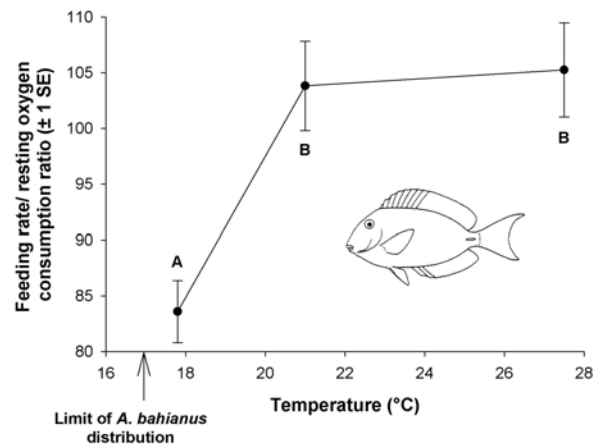 Feeding rate/ resting oxygen
consumption ratio (± 1 SE)
110
105
100
95
90
85
80
A
B
B
16
18
20
22
24
26
28
Temperature (°C)
Limit of A. bahianus
distribution